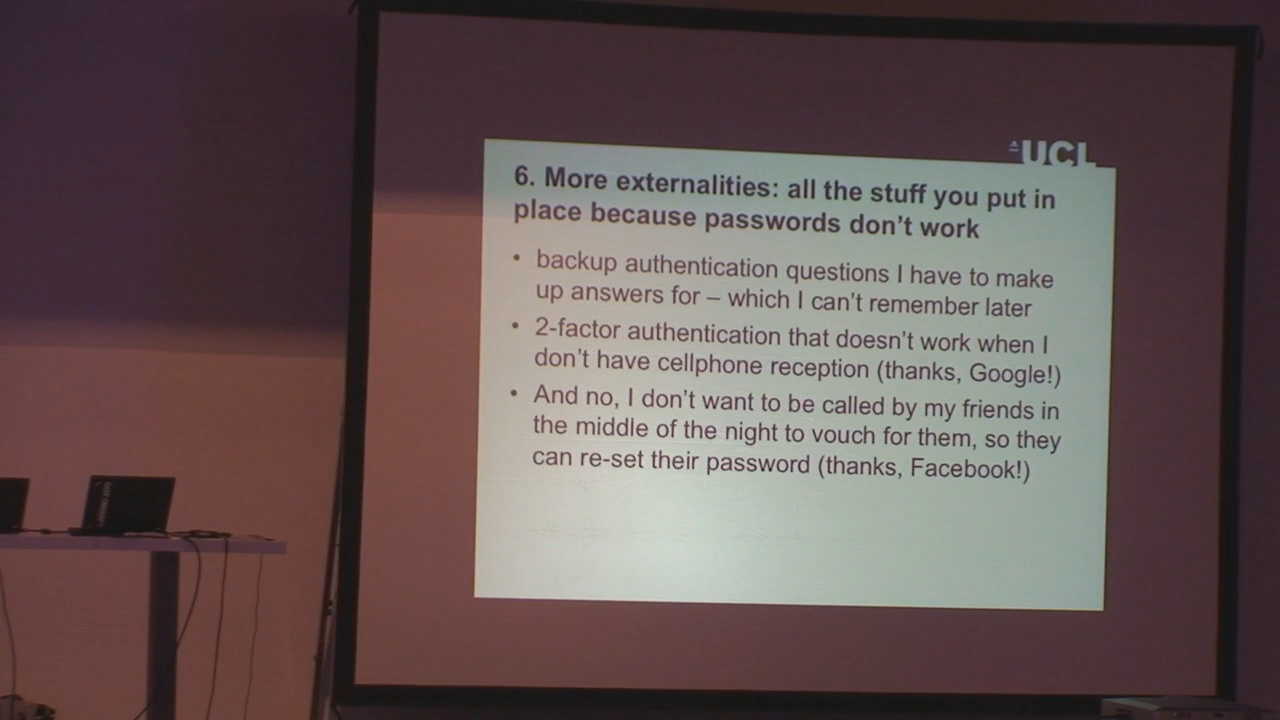 UCL
6. More externalities: all the stuff you put in
place because passwords don't work
• backup authentication questions I have to make
up answers for – which I can't remember later
• 2-factor authentication that doesn't work when I
don't have cellphone reception (thanks, Google!)
• And no, I don't want to be called by my friends in
the middle of the night to vouch for them, so they
can re-set their password (thanks, Facebook!)